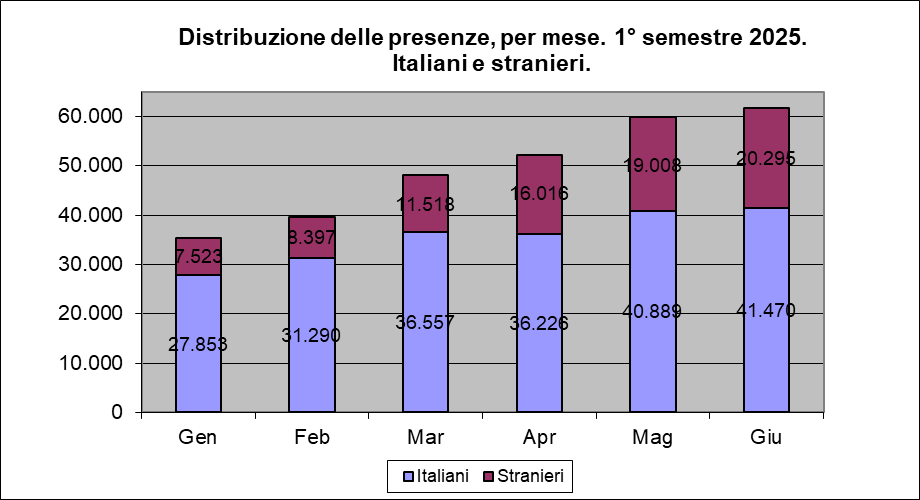 Distribuzione delle presenze, per mese. 1° semestre 2025.
Italiani e stranieri.
60.000
50.000
40.000
30.000
20.000
10.000
0
7.523
8.397
11.518
16.016
19.008
20.295
27.853
31.290
36.557
36.226
40.889
41.470
Gen
Feb
Mar
Apr
Mag
Giu
Italiani
Stranieri